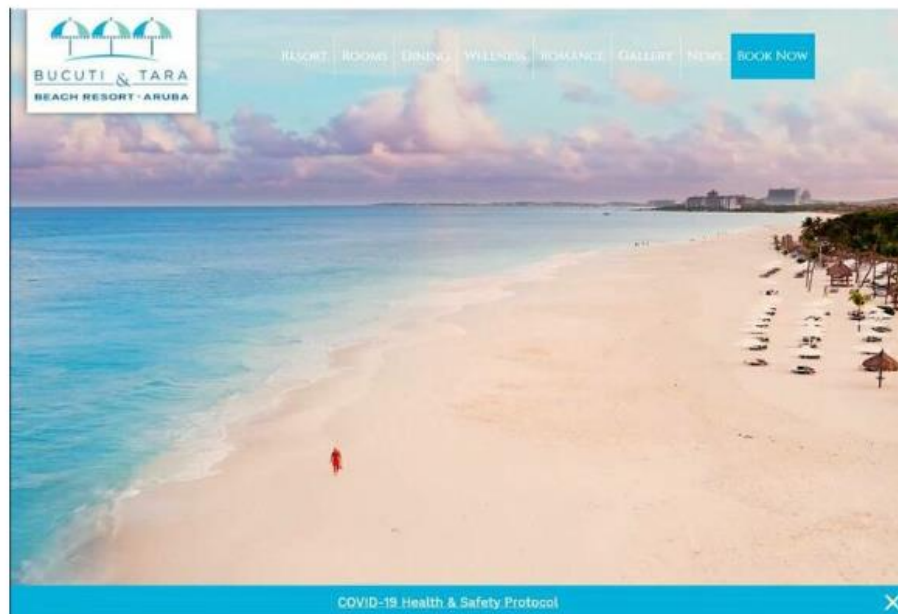 BUCUTI & TARA
BEACH RESORT · ARUBA
RESORT
ROOMS
DINING
WELLNESS
ROMANCE
GALLERY
NEWS
BOOK NOW
COVID-19 Health & Safety Protocol